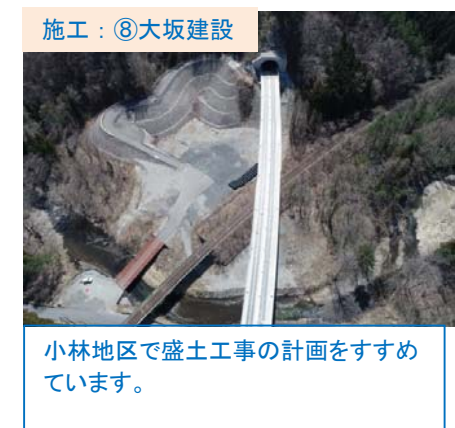 施工：⑧大坂建設
小林地区で盛土工事の計画をすすめ
ています。